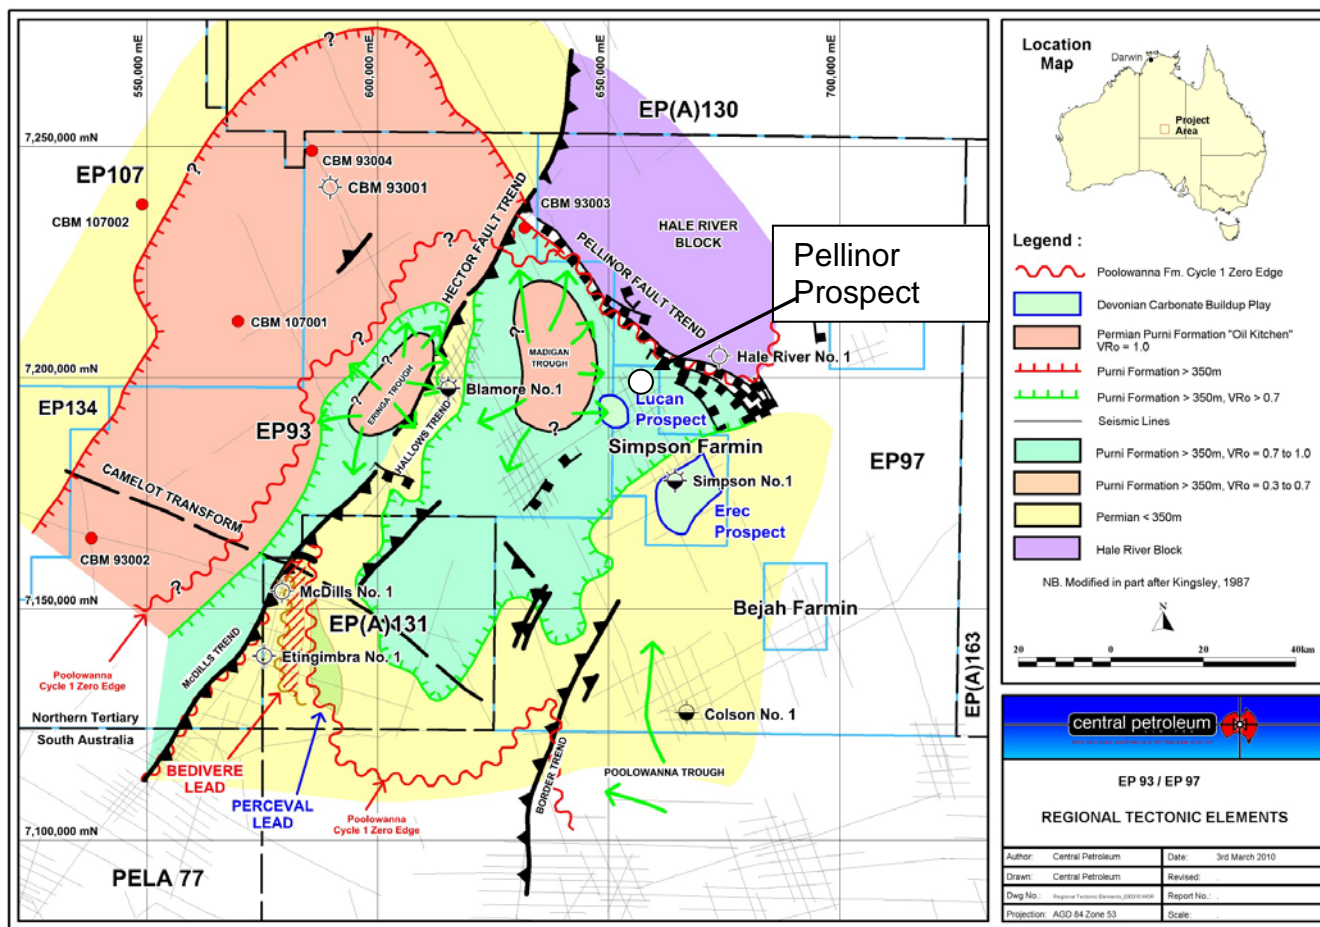 550,000 mE
600,000 mE
650,000 mE
700,000 mE
7,250,000 mN
7,200,000 mN
7,150,000 mN
7,100,000 mN
EP(A)130
EP107
CBM 93004
CBM 93001
CBM 107002
CBM 93003
HECTOR FAULT TREND
HALE RIVER
BLOCK
PELLINOR FAULT TREND
Pellinor
Prospect
CBM 107001
MADIGAN
TROUGH
ERINGA TROUGH
Hale River No. 1
Blamore No.1
Lucan
Prospect
EP134
EP93
HALLOWS TREND
Simpson Farmin
EP97
CAMELOT TRANSFORM
Simpson No.1
Erec
Prospect
CBM 93002
McDills No. 1
EP(A)131
Bejah Farmin
Etingimbra No. 1
McDILLS TREND
EP(A)163
Poolowanna
Cycle 1 Zero Edge
Colson No. 1
Northern Tertiary
South Australia
BEDIVERE
LEAD
PERCEVAL
LEAD
Poolowanna
Cycle 1 Zero Edge
BORDER TREND
POOLOWANNA TROUGH
PELA 77
? ? ? ? ? ? ? ? ?
Location
Map
Darwin
Project
Area
Legend :
Poolowanna Fm. Cycle 1 Zero Edge
Devonian Carbonate Buildup Play
Permian Purni Formation "Oil Kitchen"
VRo = 1.0
Purni Formation > 350m
Purni Formation > 350m, VRo > 0.7
Seismic Lines
Purni Formation > 350m, VRo = 0.7 to 1.0
Purni Formation > 350m, VRo = 0.3 to 0.7
Permian < 350m
Hale River Block
NB. Modified in part after Kingsley, 1987
N
20 0 20 40km
central petroleum
EP 93 / EP 97
REGIONAL TECTONIC ELEMENTS
Author: Central Petroleum Date: 3rd March 2010
Drawn: Central Petroleum Revised: .
Dwg No.: Report No.: .
Projection: AGD 84 Zone 53 Scale: .